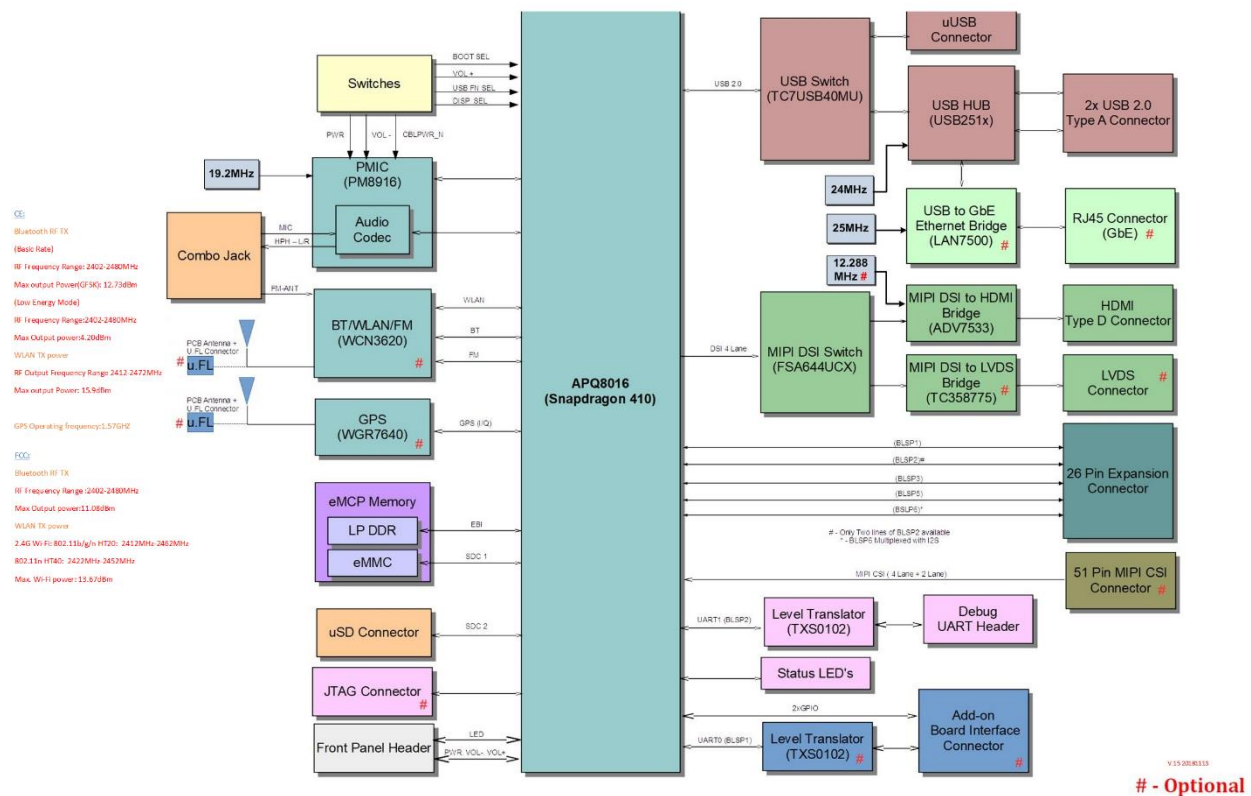 CE:
Bluetooth RF TX
(Basic Rate)
RF Frequency Range: 2402-2480MHz
Max output Power(GFSK): 12.73dBm
(Low Energy Mode)
RF Frequency Range:2402-2480MHz
Max Output power:4.20dBm
WLAN TX power
RF Output Frequency Range 2412-2472MHz
Max output Power: 15.9dBm
GPS Operating frequency:1.57GHZ
FCC:
Bluetooth RF TX
RF Frequency Range :2402-2480MHz
Max Output power:11.08dBm
WLAN TX power
2.4G Wi-Fi: 802.11b/g/n HT20: 2412MHz-2462MHz
802.11n HT40: 2422MHz-2452MHz
Max. Wi-Fi power: 13.67dBm
Switches
BOOT SEL
VOL +
USB FN SEL
DISP SEL
PWR
VOL -
CBLPWR_N
19.2MHz
PMIC
(PM8916)
Audio
Codec
Combo Jack
MIC
HPH – L/R
FM-ANT
BT/WLAN/FM
(WCN3620)
#
WLAN
BT
FM
PCB Antenna +
U.FL Connector
# u.FL
PCB Antenna +
U.FL Connector
# u.FL
GPS
(WGR7640)
#
GPS (I/Q)
eMCP Memory
LP DDR
eMMC
EBI
SDC 1
uSD Connector
SDC 2
JTAG Connector
#
Front Panel Header
LED
PWR, VOL-, VOL+
APQ8016
(Snapdragon 410)
USB 2.0
USB Switch
(TC7USB40MU)
uUSB
Connector
USB HUB
(USB251x)
2x USB 2.0
Type A Connector
24MHz
25MHz
USB to GbE
Ethernet Bridge
(LAN7500) #
RJ45 Connector
(GbE) #
12.288
MHz #
DSI 4 Lane
MIPI DSI Switch
(FSA644UCX)
MIPI DSI to HDMI
Bridge
(ADV7533)
HDMI
Type D Connector
MIPI DSI to LVDS
Bridge
(TC358775) #
LVDS #
Connector
(BLSP1)
(BLSP2)#
(BLSP3)
(BLSP5)
(BSLP6)*
26 Pin Expansion
Connector
# - Only Two lines of BLSP2 available
* - BLSP6 Multiplexed with I2S
MIPI CSI ( 4 Lane + 2 Lane)
51 Pin MIPI CSI
Connector #
UART1 (BLSP2)
Level Translator
(TXS0102)
Debug
UART Header
Status LED's
2xGPIO
UART0 (BLSP1)
Level Translator
(TXS0102) #
Add-on
Board Interface
Connector
#
V.15-20181113
# - Optional